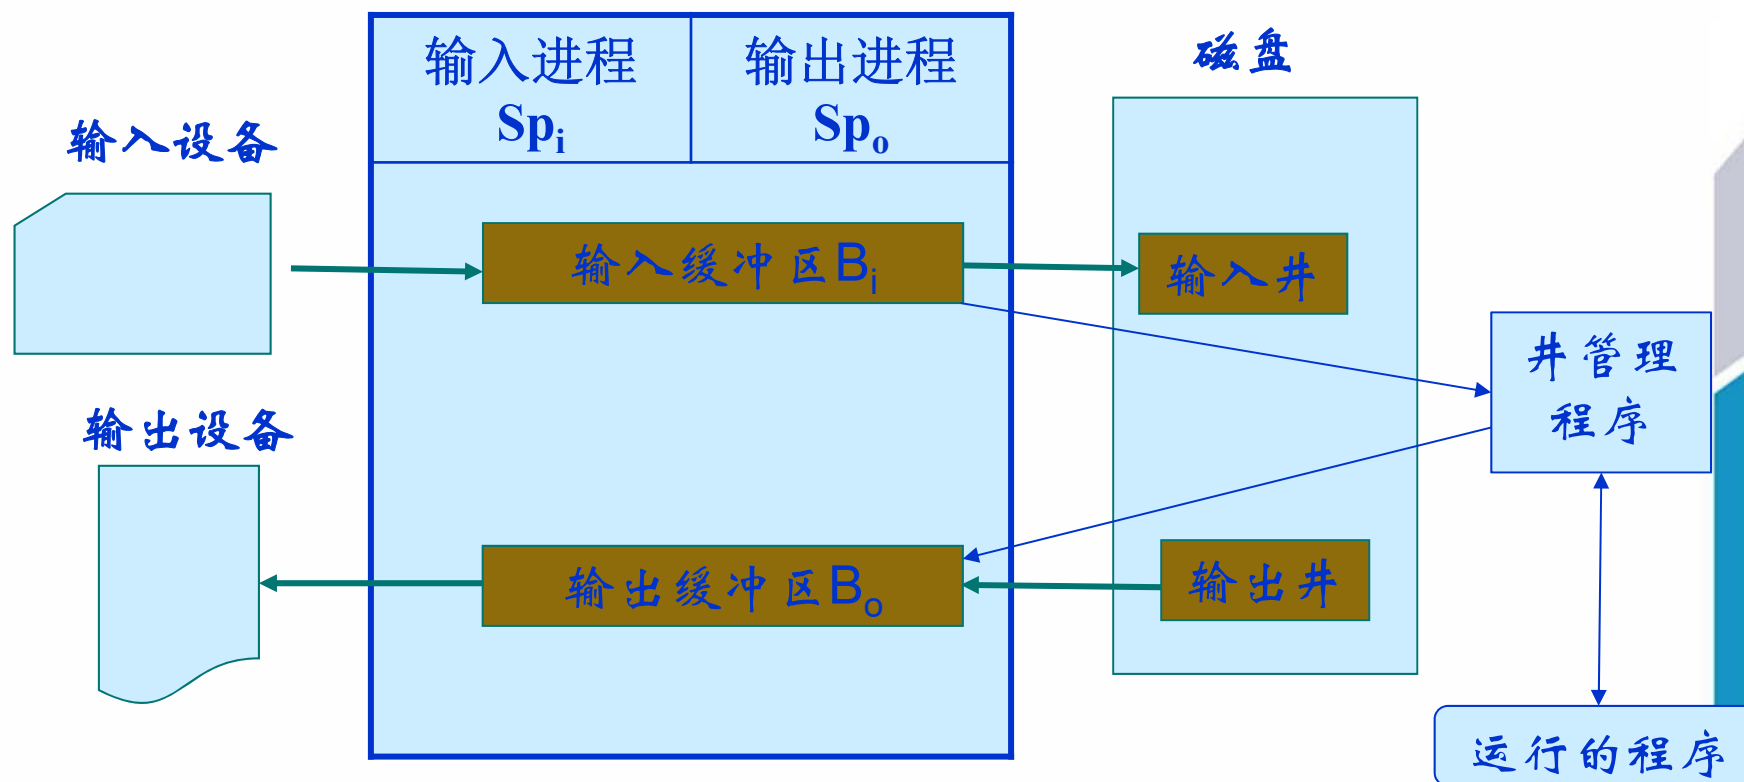 输入进程
Spi
输出进程
Spo
磁盘
输入设备
输入缓冲区Bi
输入井
井管理
程序
输出设备
输出缓冲区Bo
输出井
运行的程序